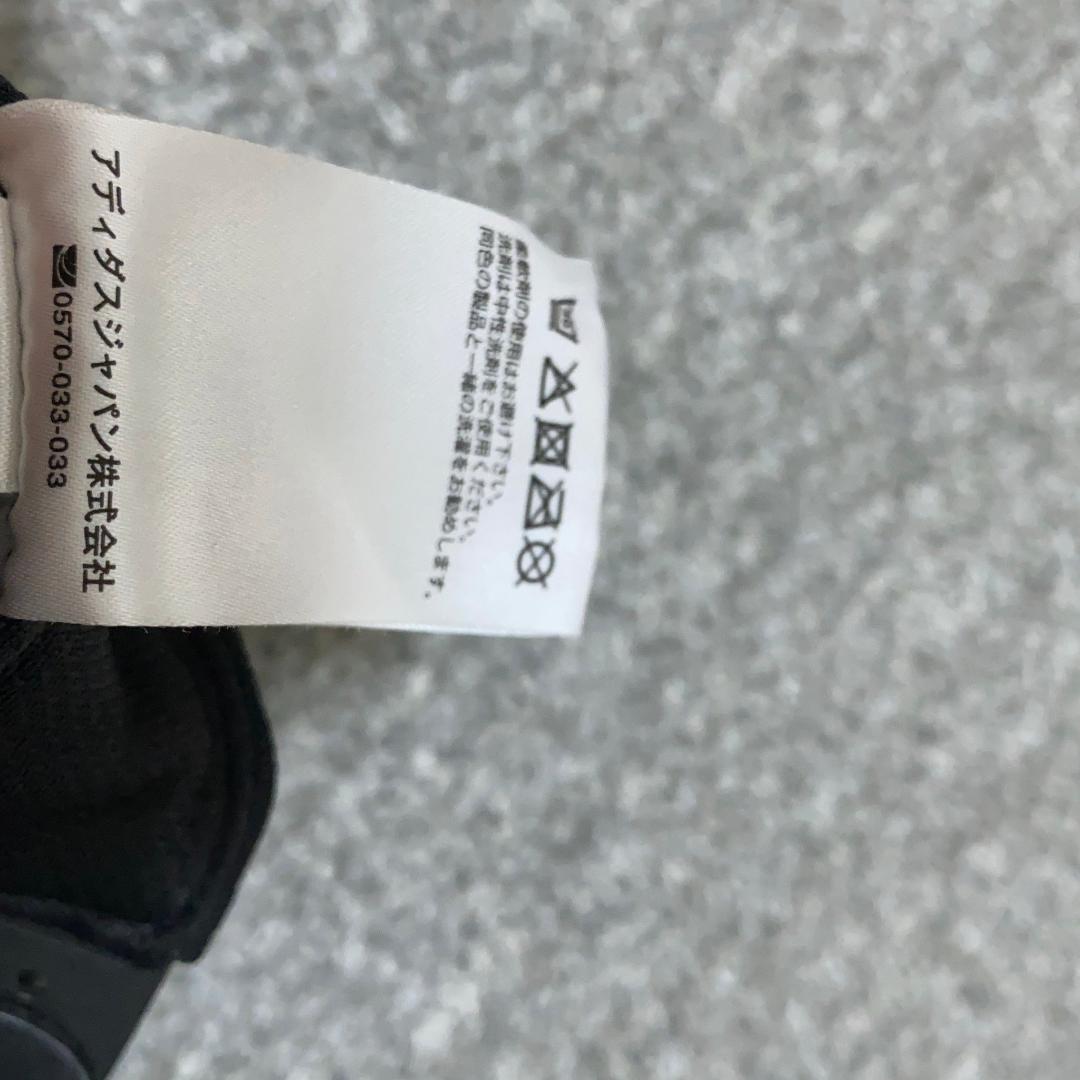 柔軟剤の使用はお避け下さい。
洗剤は中性洗剤をご使用ください。
同色の製品と一緒の洗濯をお勧めします。
アディダスジャパン株式会社
0570-033-033